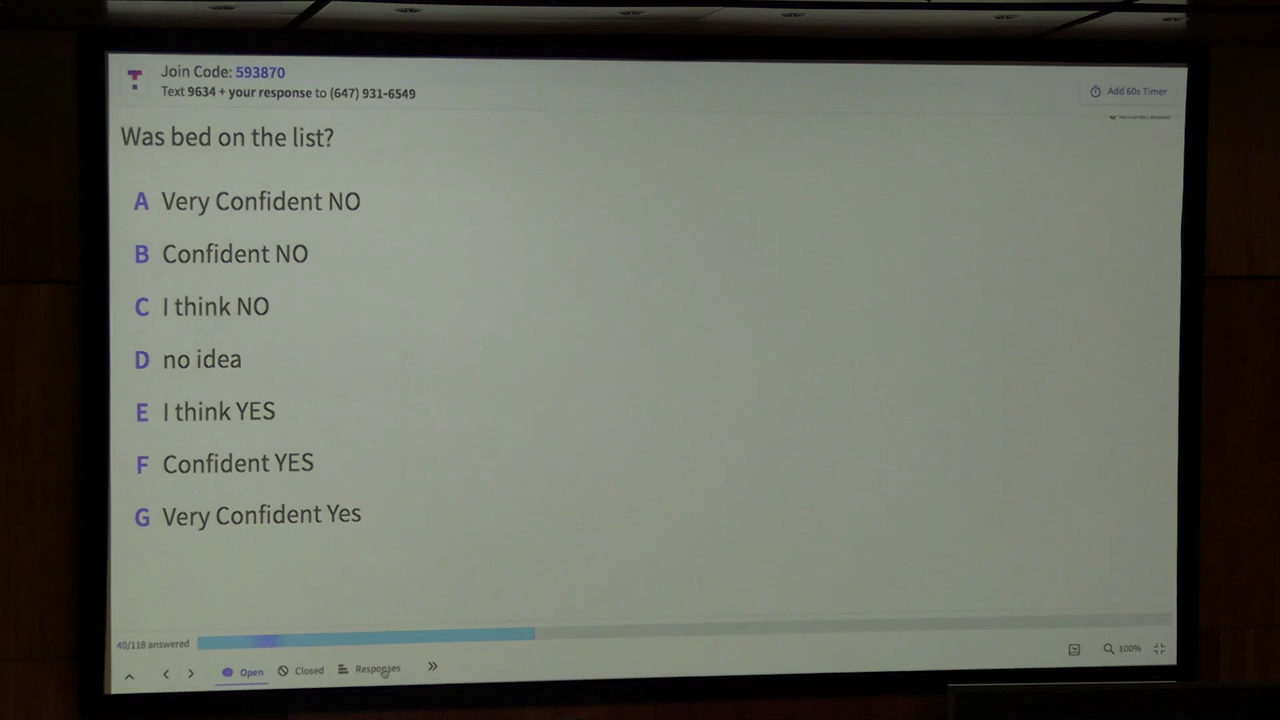 Join Code: 593870
Text 9634 + your response to (647) 931-6549
Add 60s Timer
Was bed on the list?
A Very Confident NO
B Confident NO
C I think NO
D no idea
E I think YES
F Confident YES
G Very Confident Yes
40/118 answered
Open Closed Responses
100%